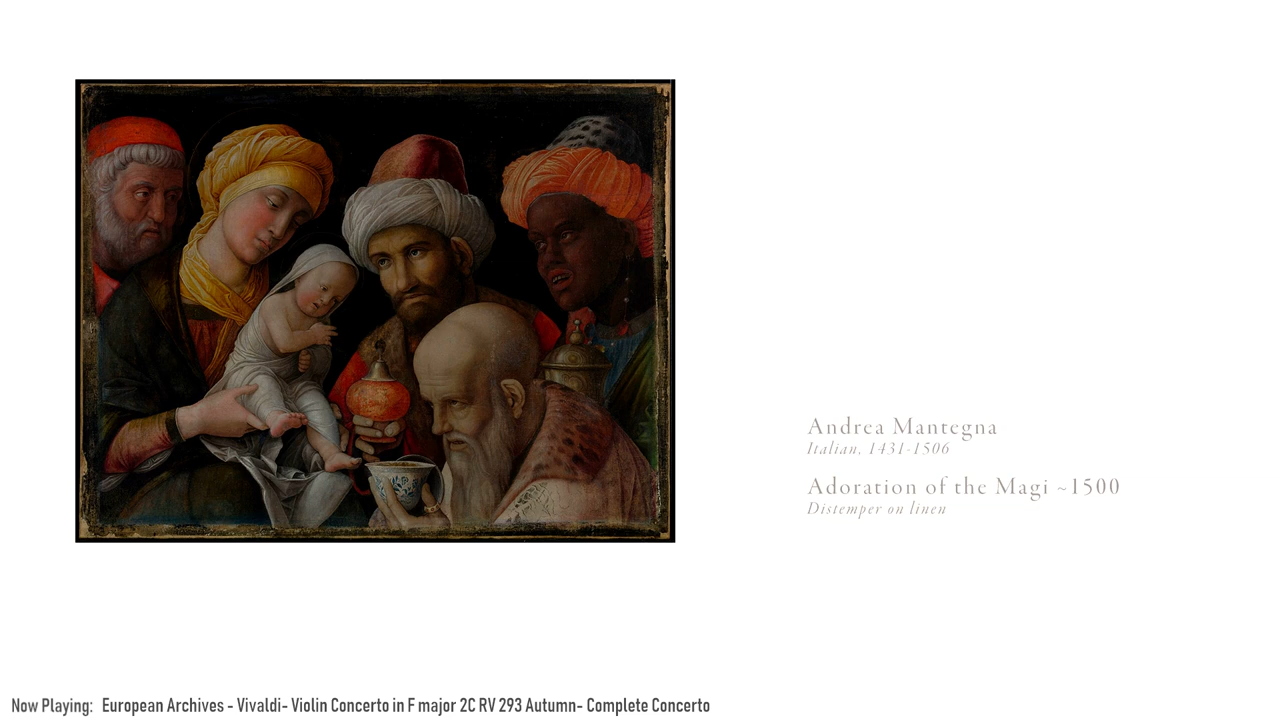 Andrea Mantegna
Italian, 1431-1506
Adoration of the Magi ~1500
Distemper on linen
Now Playing: European Archives - Vivaldi- Violin Concerto in F major 2C RV 293 Autumn- Complete Concerto